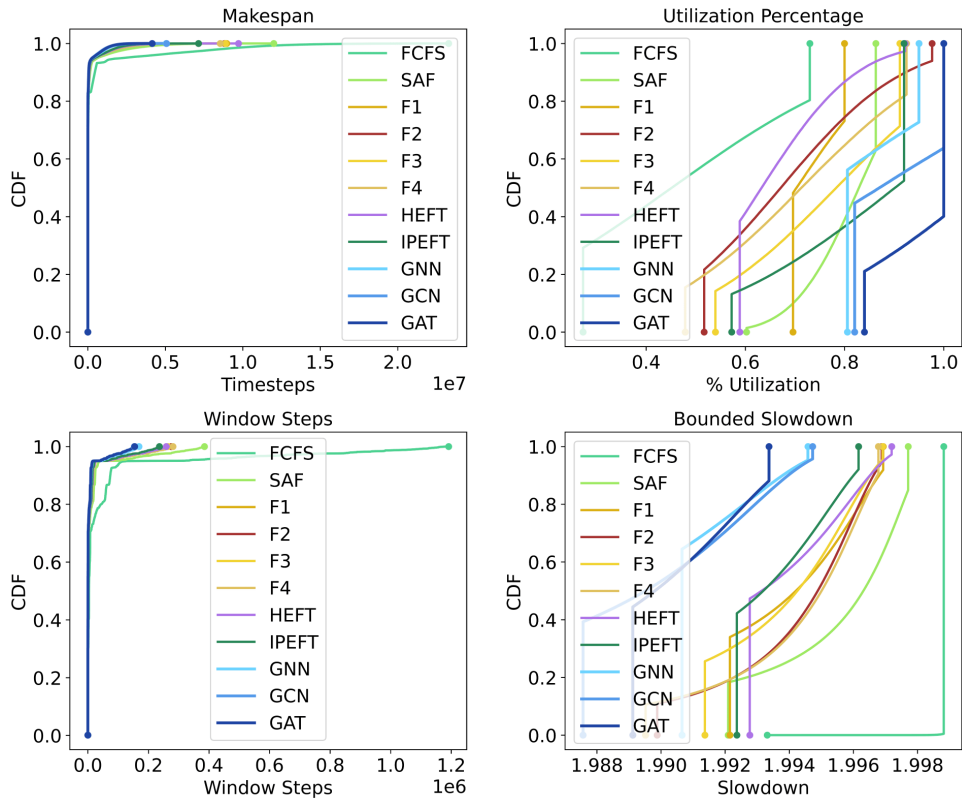 Makespan
CDF
1.0
0.8
0.6
0.4
0.2
0.0
FCFS
SAF
F1
F2
F3
F4
HEFT
IPEFT
GNN
GCN
GAT
0.0 0.5 1.0 1.5 2.0
1e7
Timesteps
Utilization Percentage
CDF
1.0
0.8
0.6
0.4
0.2
0.0
FCFS
SAF
F1
F2
F3
F4
HEFT
IPEFT
GNN
GCN
GAT
0.4 0.6 0.8 1.0
% Utilization
Window Steps
CDF
1.0
0.8
0.6
0.4
0.2
0.0
FCFS
SAF
F1
F2
F3
F4
HEFT
IPEFT
GNN
GCN
GAT
0.0 0.2 0.4 0.6 0.8 1.0 1.2
1e6
Window Steps
Bounded Slowdown
CDF
1.0
0.8
0.6
0.4
0.2
0.0
FCFS
SAF
F1
F2
F3
F4
HEFT
IPEFT
GNN
GCN
GAT
1.988 1.990 1.992 1.994 1.996 1.998
Slowdown